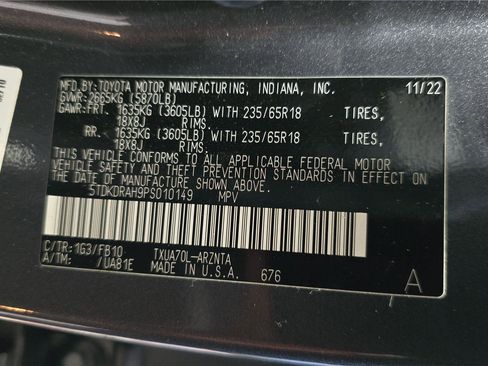 MFD.BY:TOYOTA MOTOR MANUFACTURING, INDIANA, INC. 11/22
GVWR: 2665KG (5870LB)
GAWR:FRT. 1635KG (3605LB) WITH 235/65R18 TIRES,
18X8J RIMS.
RR. 1635KG (3605LB) WITH 235/65R18 TIRES,
18X8J RIMS.
THIS VEHICLE CONFORMS TO ALL APPLICABLE FEDERAL MOTOR
VEHICLE SAFETY AND THEFT PREVENTION STANDARDS IN EFFECT ON
THE DATE OF MANUFACTURE SHOWN ABOVE.
5TDKDRAH9PS010149 MPV
C/TR:1G3/FB10 TXUA70L-ARZNTA
A/TM: /UA81E MADE IN U.S.A. 676 A